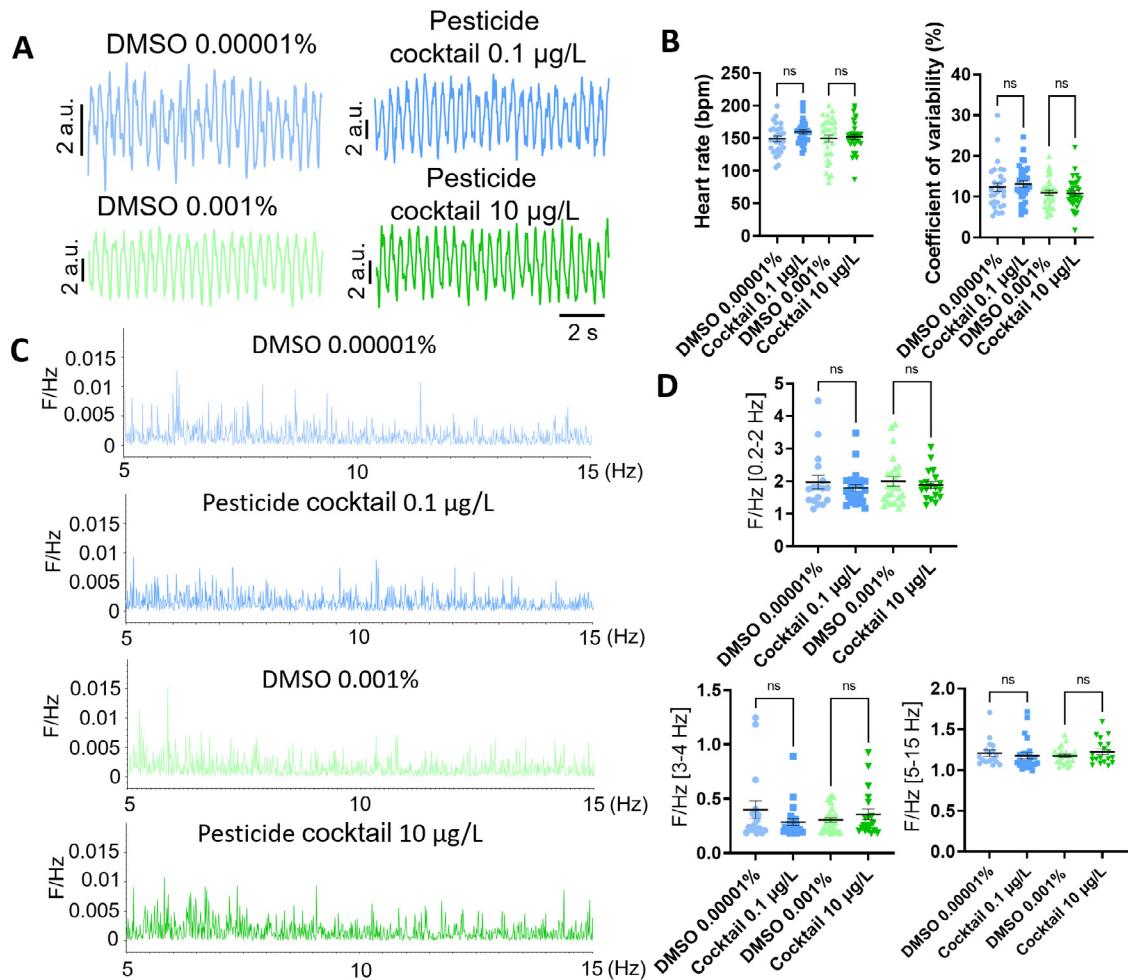 A
DMSO 0.00001%
2 a.u.
Pesticide
cocktail 0.1 µg/L
2 a.u.
DMSO 0.001%
2 a.u.
Pesticide
cocktail 10 µg/L
2 a.u.
2 s
B
Heart rate (bpm)
250
200
150
100
50
0
ns
ns
DMSO 0.00001%
Cocktail 0.1 µg/L
DMSO 0.001%
Cocktail 10 µg/L
Coefficient of variability (%)
40
30
20
10
0
ns
ns
DMSO 0.00001%
Cocktail 0.1 µg/L
DMSO 0.001%
Cocktail 10 µg/L
C
DMSO 0.00001%
F/Hz
0.015
0.01
0.005
0
5
10
15 (Hz)
Pesticide cocktail 0.1 µg/L
F/Hz
0.015
0.01
0.005
0
5
10
15 (Hz)
DMSO 0.001%
F/Hz
0.015
0.01
0.005
0
5
10
15 (Hz)
Pesticide cocktail 10 µg/L
F/Hz
0.015
0.01
0.005
0
5
10
15 (Hz)
D
F/Hz [0.2-2 Hz]
5
4
3
2
1
0
ns
ns
DMSO 0.00001%
Cocktail 0.1 µg/L
DMSO 0.001%
Cocktail 10 µg/L
F/Hz [3-4 Hz]
1.5
1.0
0.5
0.0
ns
ns
DMSO 0.00001%
Cocktail 0.1 µg/L
DMSO 0.001%
Cocktail 10 µg/L
F/Hz [5-15 Hz]
2.0
1.5
1.0
0.5
0.0
ns
ns
DMSO 0.00001%
Cocktail 0.1 µg/L
DMSO 0.001%
Cocktail 10 µg/L